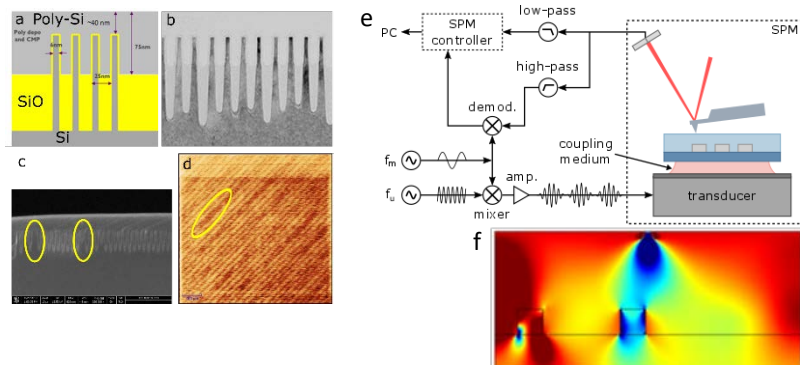 a
Poly-Si
~40 nm
Poly depo
and CMP
6nm
75nm
25nm
SiO
Si
b
c
d
e
PC
SPM
controller
low-pass
high-pass
demod.
SPM
fm
fu
mixer
amp.
coupling
medium
transducer
f